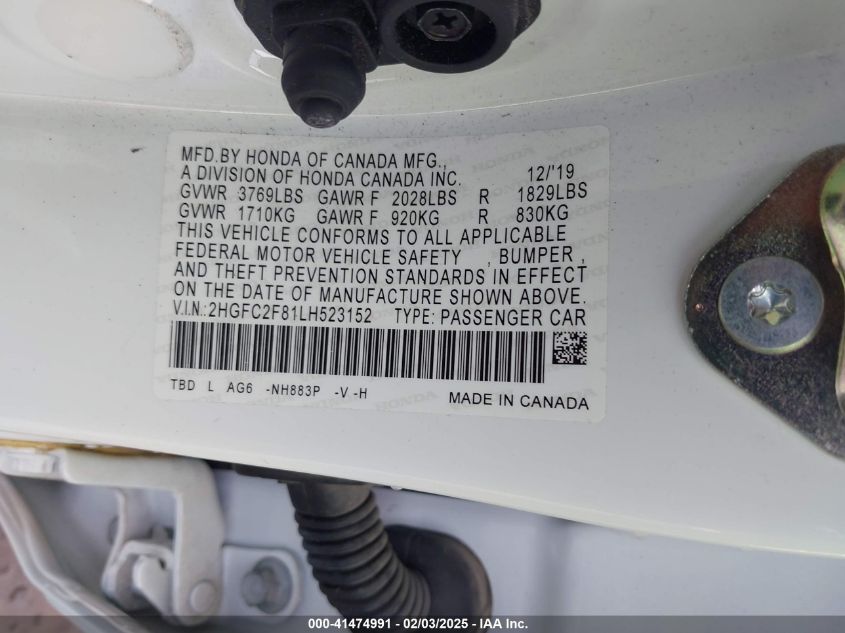 MFD.BY HONDA OF CANADA MFG.,
A DIVISION OF HONDA CANADA INC. 12/'19
GVWR 3769LBS GAWR F 2028LBS R 1829LBS
GVWR 1710KG GAWR F 920KG R 830KG
THIS VEHICLE CONFORMS TO ALL APPLICABLE
FEDERAL MOTOR VEHICLE SAFETY , BUMPER ,
AND THEFT PREVENTION STANDARDS IN EFFECT
ON THE DATE OF MANUFACTURE SHOWN ABOVE.
V.I.N.:2HGFC2F81LH523152 TYPE: PASSENGER CAR
TBD L AG6 -NH883P -V -H
MADE IN CANADA
000-41474991 - 02/03/2025 - IAA Inc.